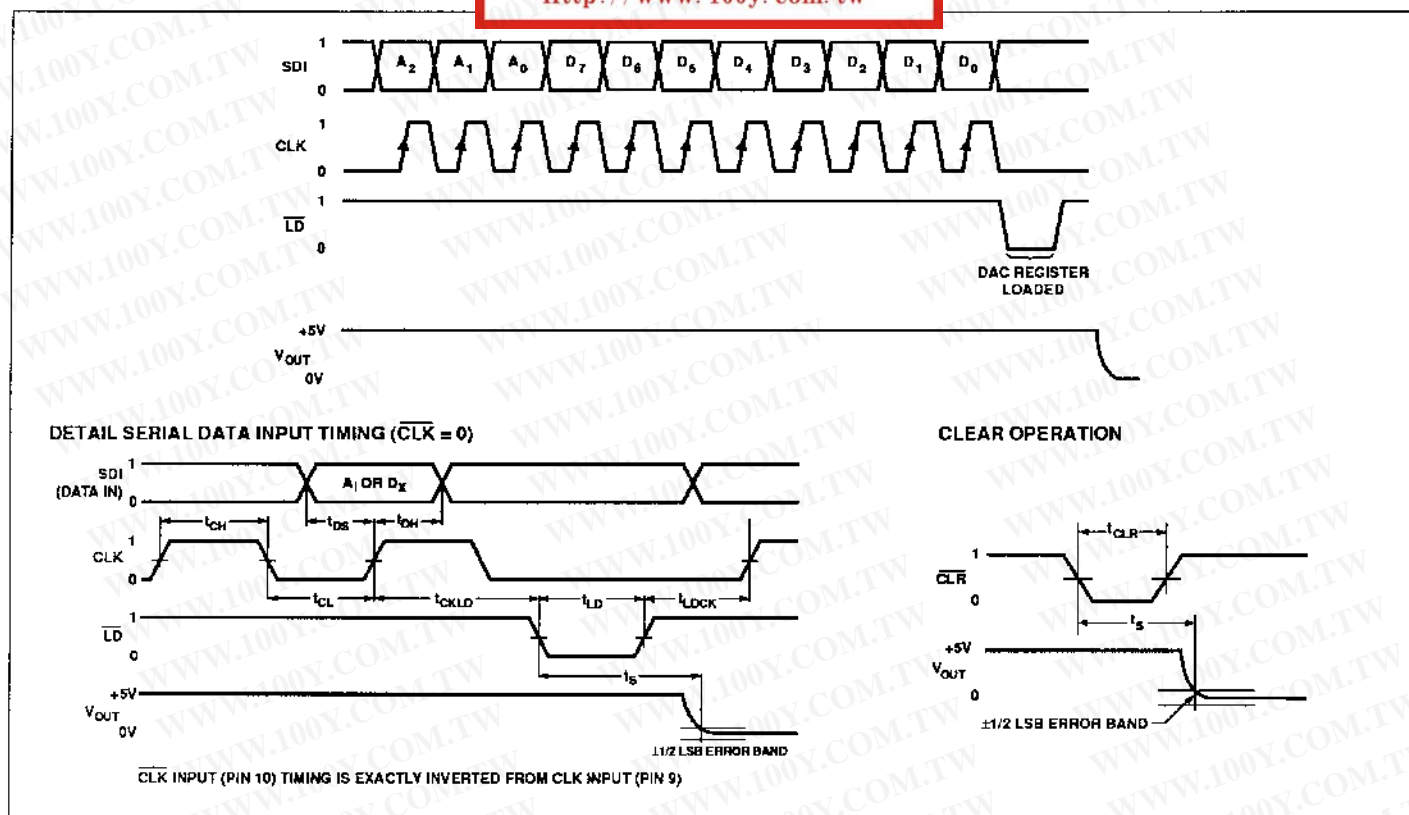 Http://www.100y.com.tw
SDI
1
0
A2 A1 A0 D7 D6 D5 D4 D3 D2 D1 D0
CLK
1
0
LD
1
0
DAC REGISTER
LOADED
VOUT
+5V
0V
DETAIL SERIAL DATA INPUT TIMING (CLK = 0)
SDI
(DATA IN)
1
0
AI OR DX
tCH tDS tDH
CLK
1
0
tCL tCKLD tLD tLDCK
LD
1
0
tS
VOUT
+5V
0V
±1/2 LSB ERROR BAND
CLK INPUT (PIN 10) TIMING IS EXACTLY INVERTED FROM CLK INPUT (PIN 9)
CLEAR OPERATION
tCLR
CLR
1
0
tS
VOUT
+5V
0
±1/2 LSB ERROR BAND
WWW.100Y.COM.TW